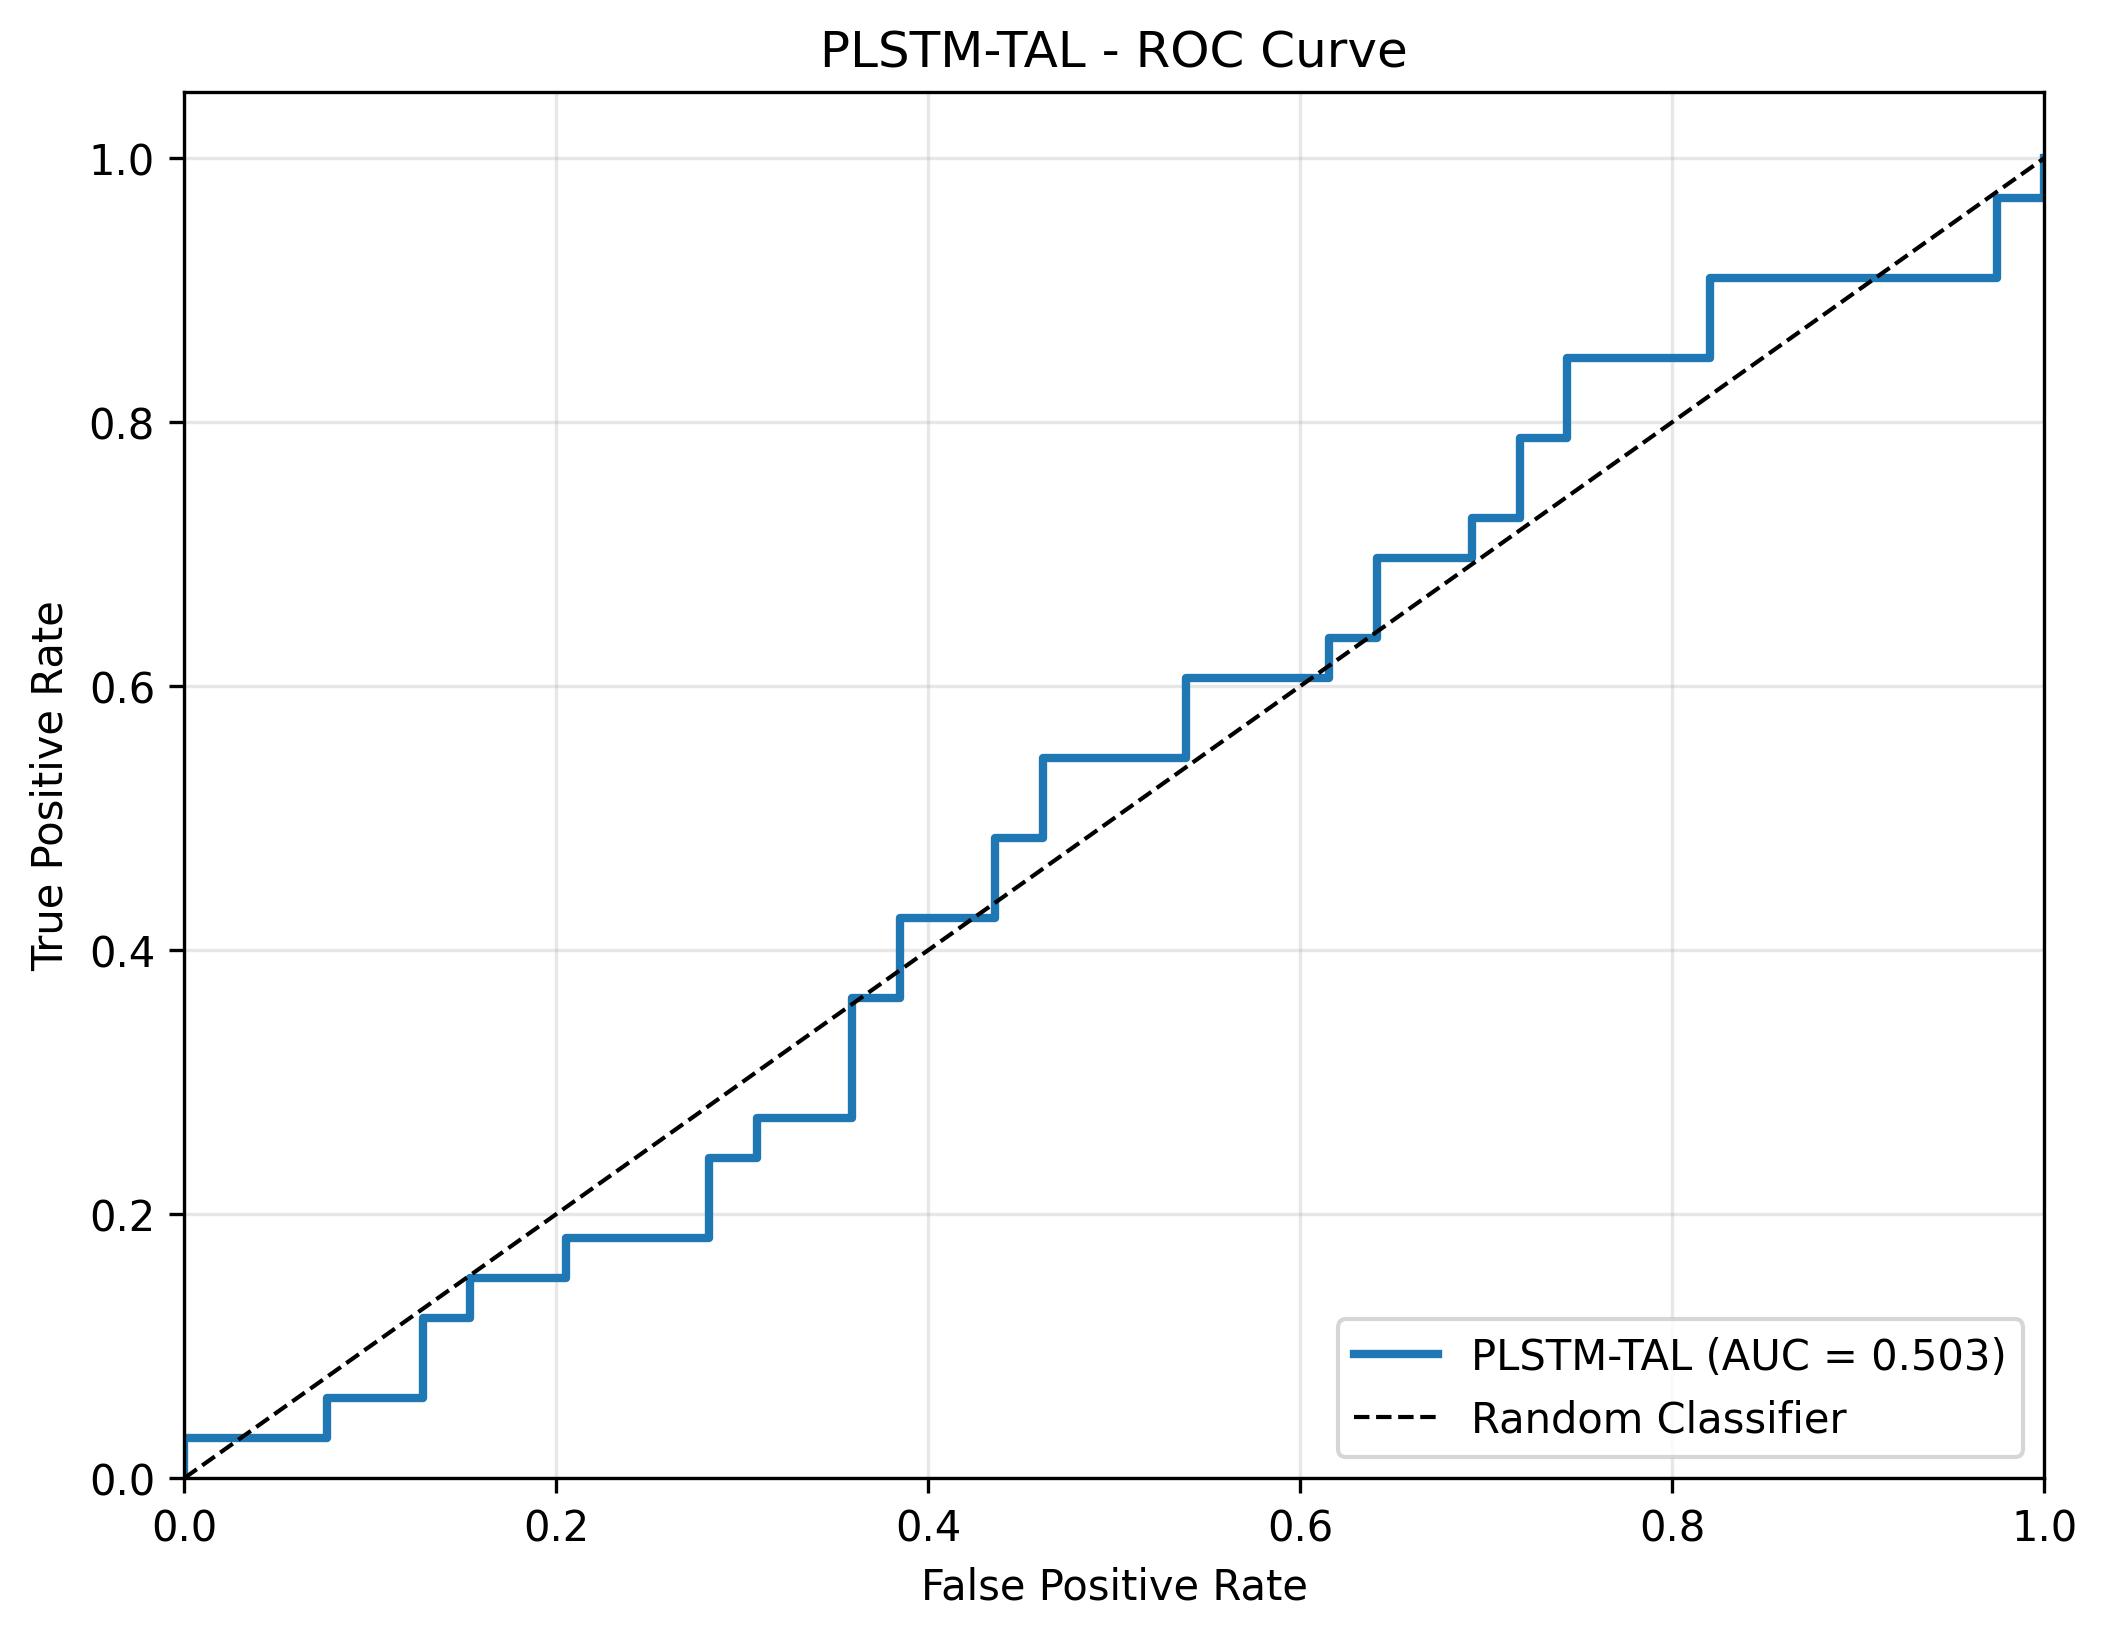 PLSTM-TAL - ROC Curve
True Positive Rate
1.0
0.8
0.6
0.4
0.2
0.0
0.0 0.2 0.4 0.6 0.8 1.0
False Positive Rate
PLSTM-TAL (AUC = 0.503)
Random Classifier